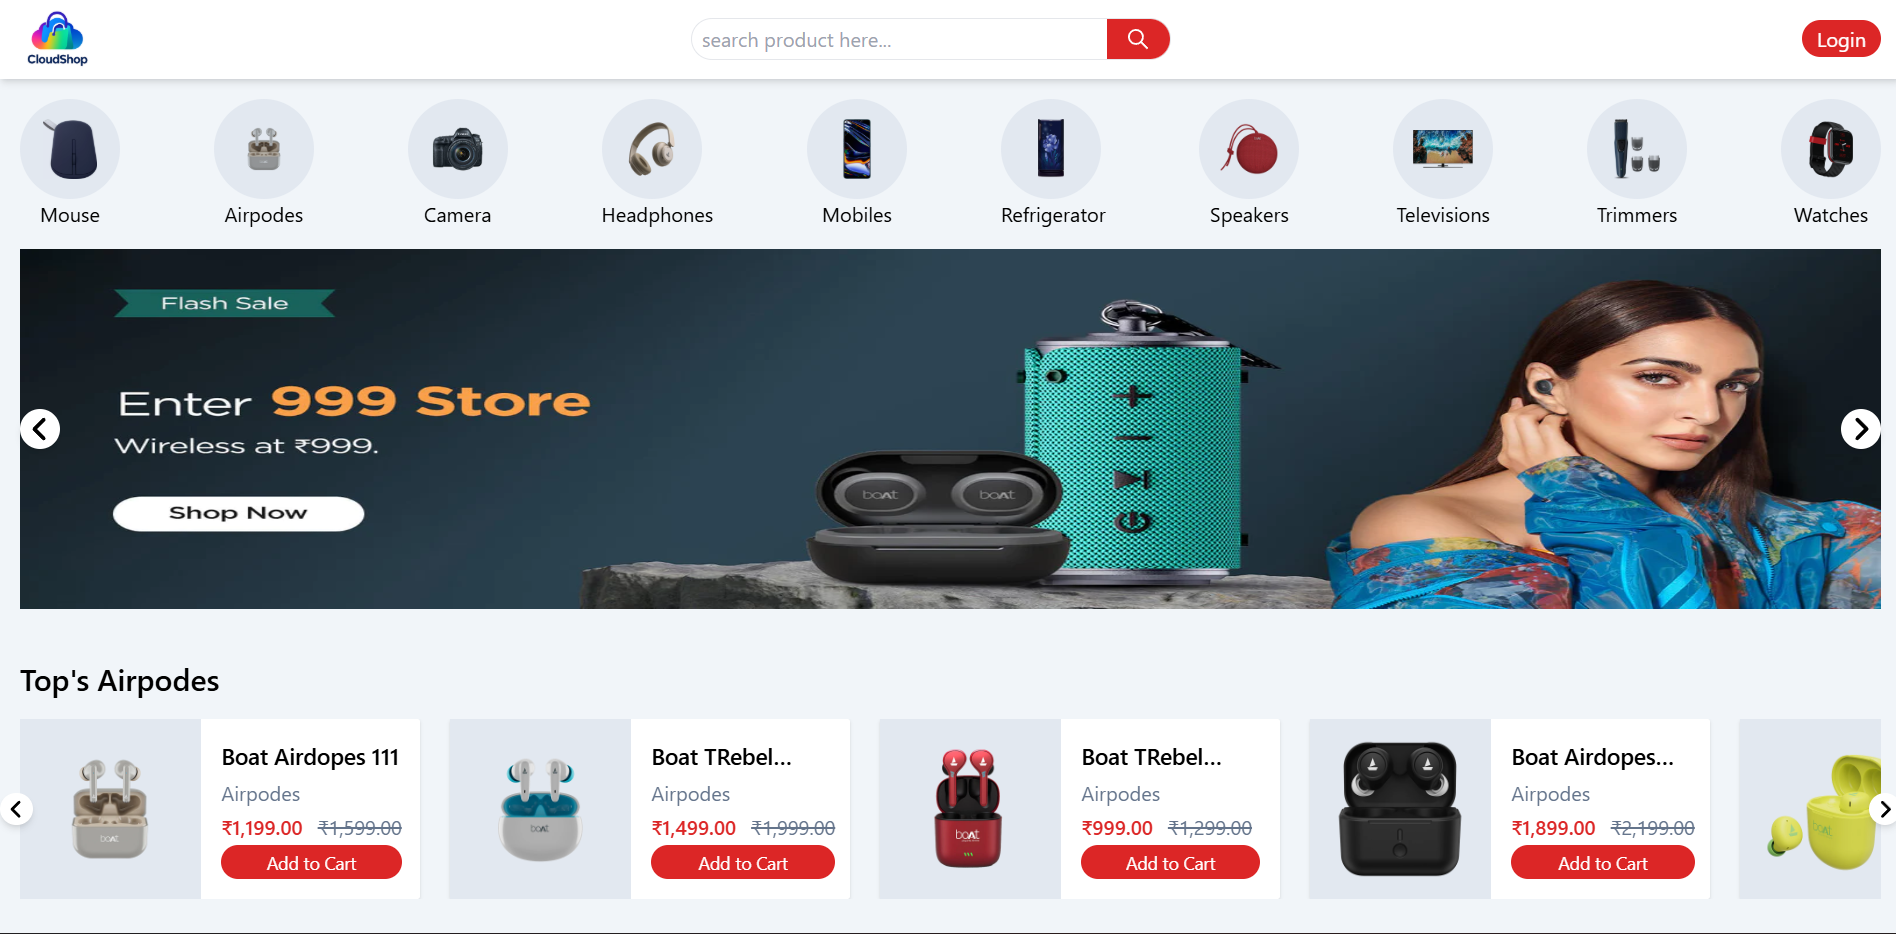 CloudShop
search product here...
Login
Mouse
Airpodes
Camera
Headphones
Mobiles
Refrigerator
Speakers
Televisions
Trimmers
Watches
Flash Sale
Enter 999 Store
Wireless at ₹999.
Shop Now
boAt
boAt
Top's Airpodes
boAt
Boat Airdopes 111
Airpodes
₹1,199.00 ₹1,599.00
Add to Cart
boAt
Boat TRebel...
Airpodes
₹1,499.00 ₹1,999.00
Add to Cart
boAt
Boat TRebel...
Airpodes
₹999.00 ₹1,299.00
Add to Cart
Boat Airdopes...
Airpodes
₹1,899.00 ₹2,199.00
Add to Cart
boAt